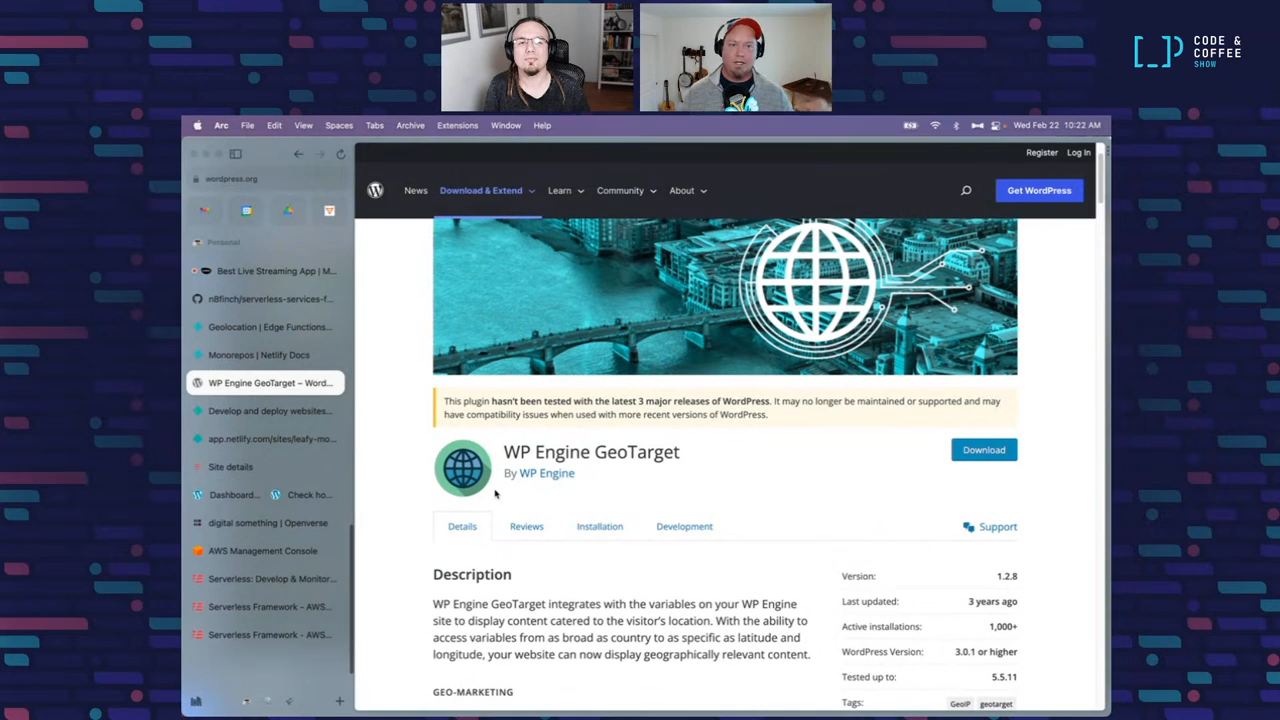 CODE &
COFFEE
SHOW
Arc File Edit View Spaces Tabs Archive Extensions Window Help
Wed Feb 22 10:22 AM
wordpress.org
Personal
Best Live Streaming App | M...
n8finch/serverless-services-f...
Geolocation | Edge Functions...
Monorepos | Netlify Docs
WP Engine GeoTarget – Word...
Develop and deploy websites...
app.netlify.com/sites/leafy-mo...
Site details
Dashboard... Check ho...
digital something | Openverse
AWS Management Console
Serverless: Develop & Monitor...
Serverless Framework - AWS...
Serverless Framework - AWS...
Register Log In
News Download & Extend Learn Community About
Get WordPress
This plugin hasn't been tested with the latest 3 major releases of WordPress. It may no longer be maintained or supported and may
have compatibility issues when used with more recent versions of WordPress.
WP Engine GeoTarget
By WP Engine
Download
Details Reviews Installation Development
Support
Description
WP Engine GeoTarget integrates with the variables on your WP Engine
site to display content catered to the visitor's location. With the ability to
access variables from as broad as country to as specific as latitude and
longitude, your website can now display geographically relevant content.
GEO-MARKETING
Version: 1.2.8
Last updated: 3 years ago
Active installations: 1,000+
WordPress Version: 3.0.1 or higher
Tested up to: 5.5.11
Tags: GeoIP geotarget